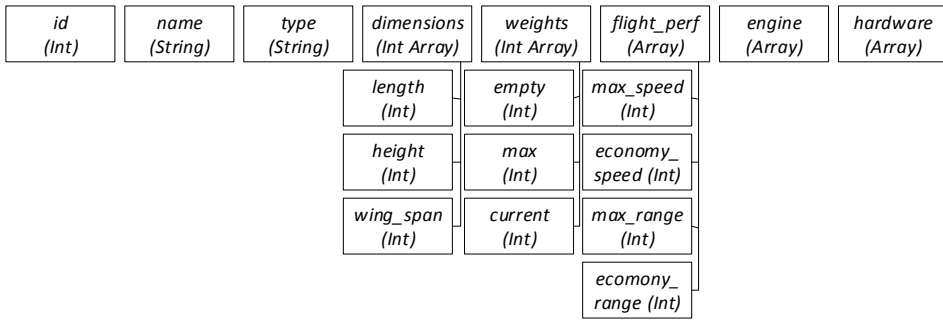 id
(Int)
name
(String)
type
(String)
dimensions
(Int Array)
weights
(Int Array)
flight_perf
(Array)
engine
(Array)
hardware
(Array)
length
(Int)
empty
(Int)
max_speed
(Int)
height
(Int)
max
(Int)
economy_
speed (Int)
wing_span
(Int)
current
(Int)
max_range
(Int)
ecomony_
range (Int)